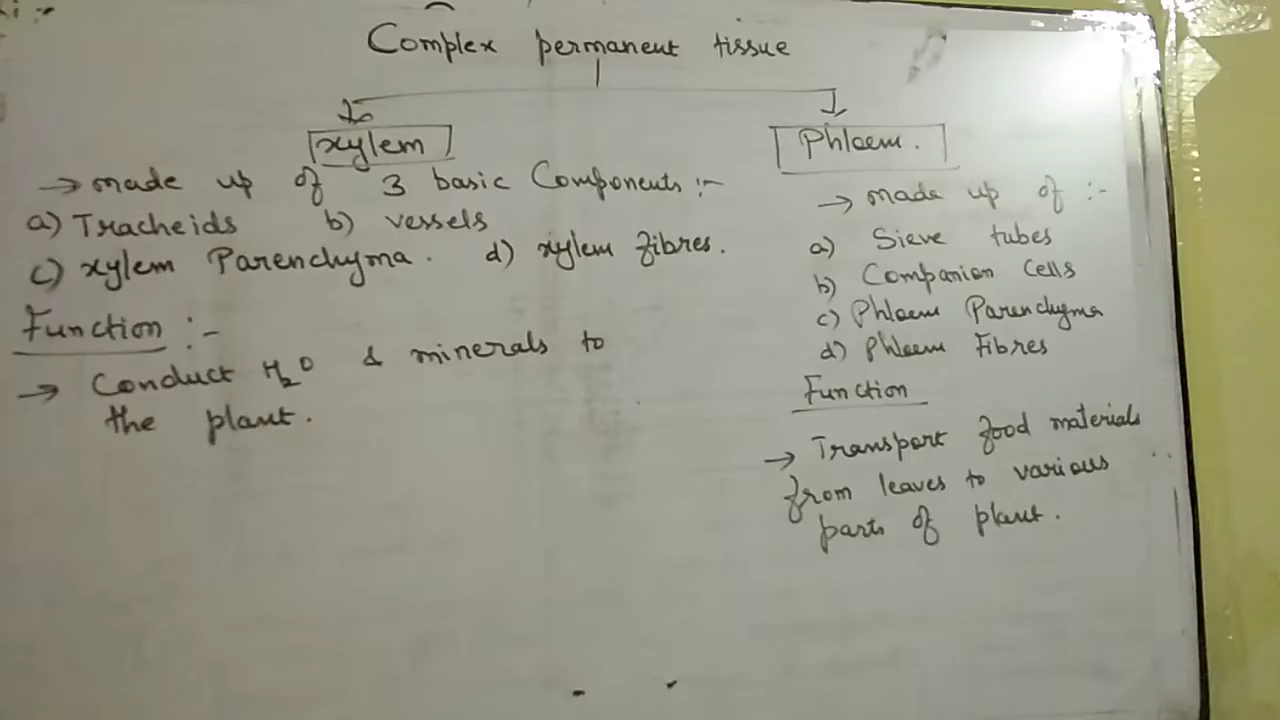 Complex permanent tissue
xylem
→ made up of 3 basic Components :-
a) Tracheids b) vessels
c) xylem Parenchyma. d) xylem fibres.
Function :-
→ Conduct H₂O & minerals to
the plant.
Phloem.
→ made up of :-
a) Sieve tubes
b) Companion Cells
c) Phloem Parenchyma
d) Phloem Fibres
Function
→ Transport food materials
from leaves to various
parts of plant.